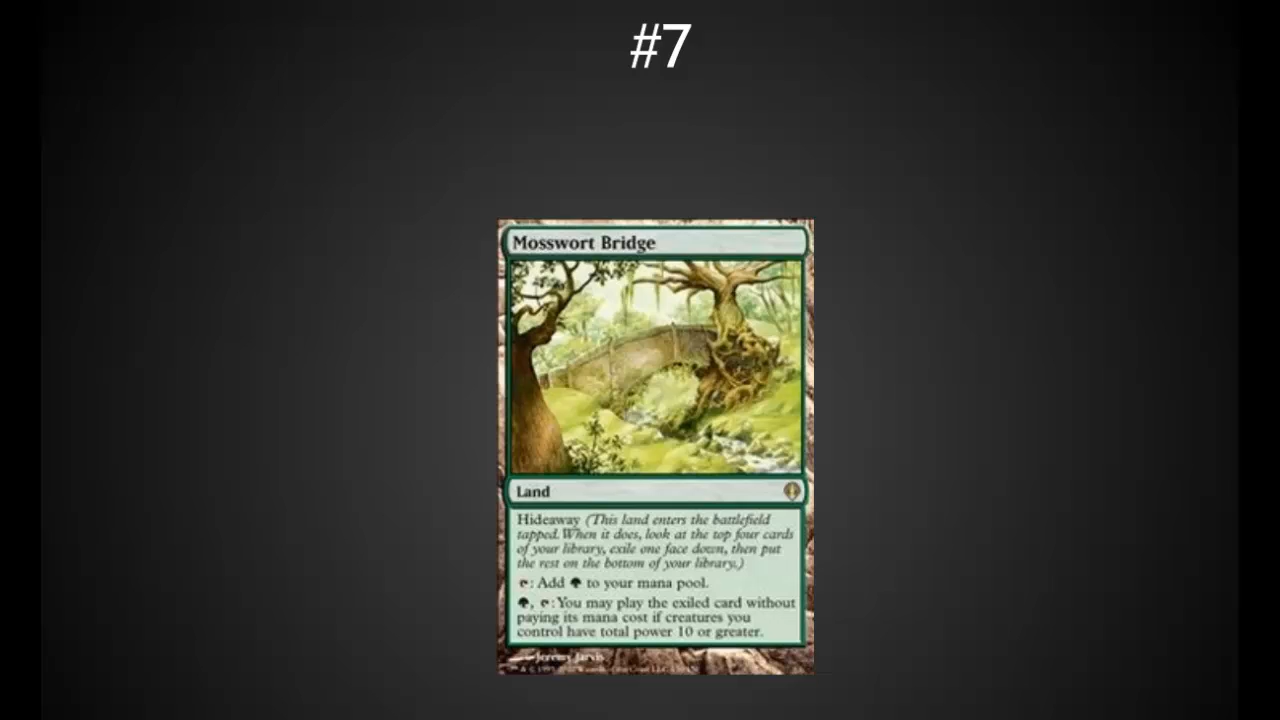 #7
Mosswort Bridge
Land
Hideaway (This land enters the battlefield
tapped. When it does, look at the top four cards
of your library, exile one face down, then put
the rest on the bottom of your library.)
: Add to your mana pool.
, : You may play the exiled card without
paying its mana cost if creatures you
control have total power 10 or greater.
Jeremy Jarvis